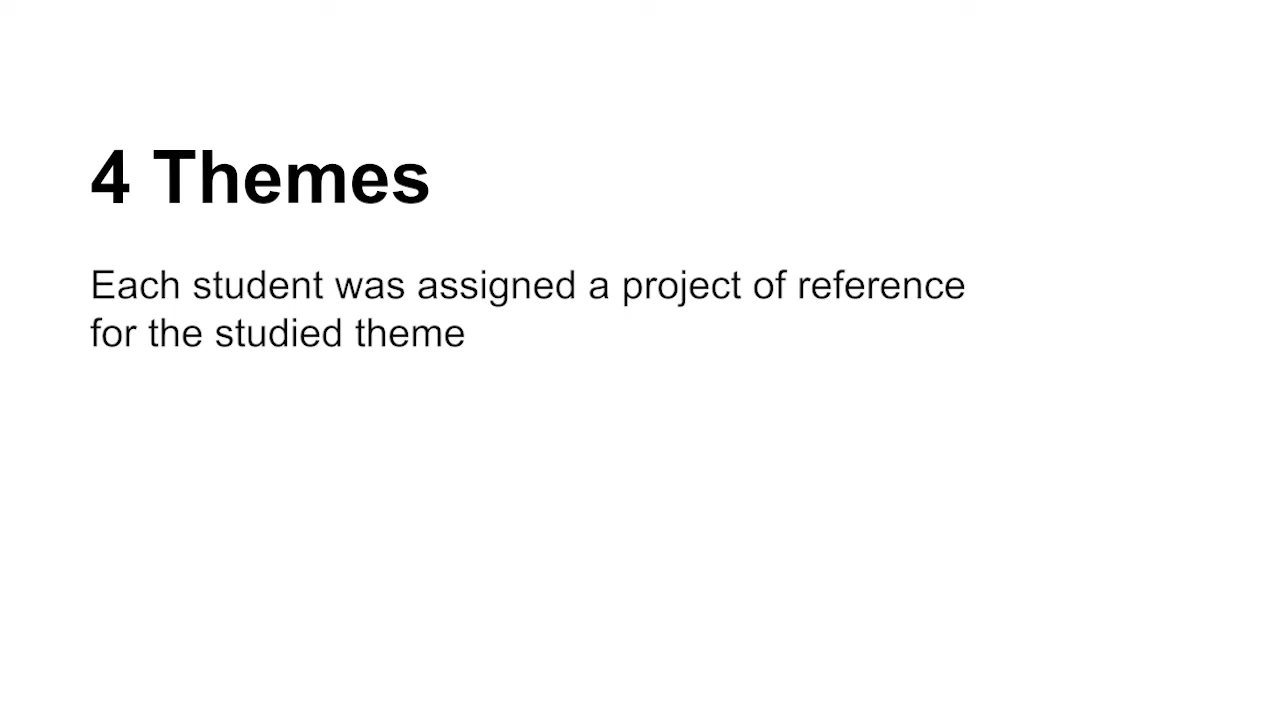 4 Themes
Each student was assigned a project of reference
for the studied theme